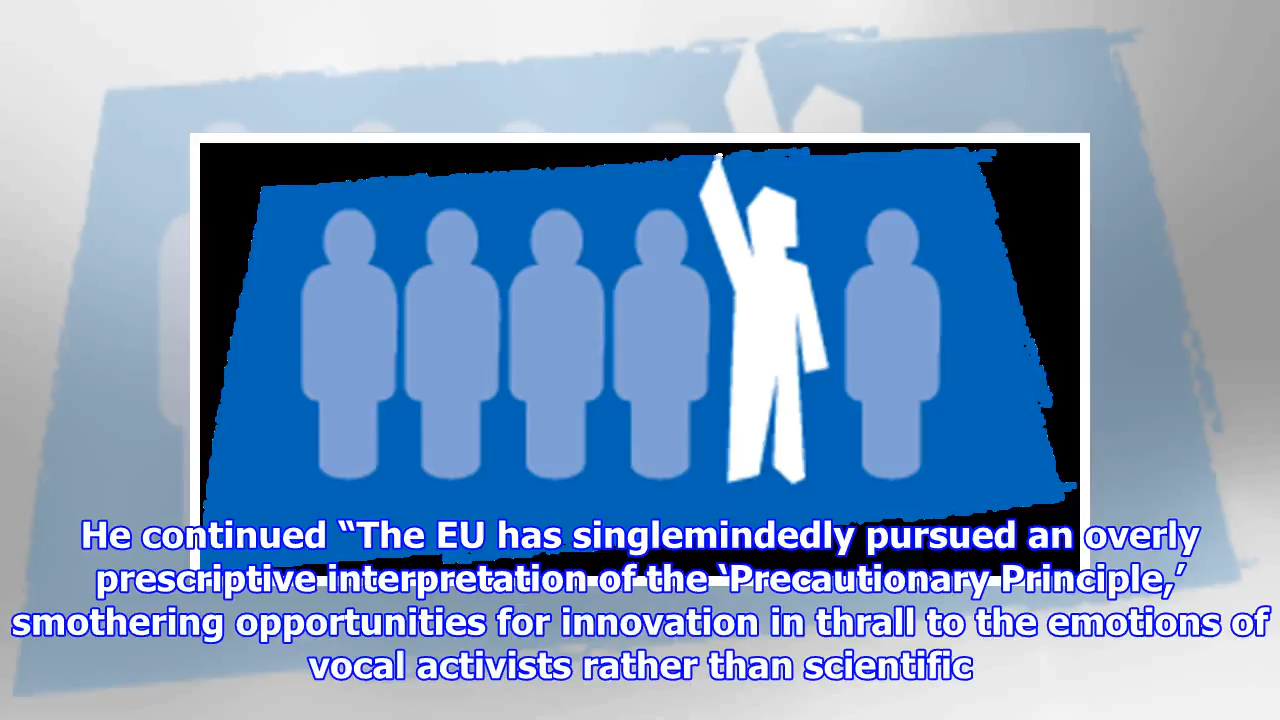 He continued “The EU has singlemindedly pursued an overly
prescriptive interpretation of the ‘Precautionary Principle,’
smothering opportunities for innovation in thrall to the emotions of
vocal activists rather than scientific